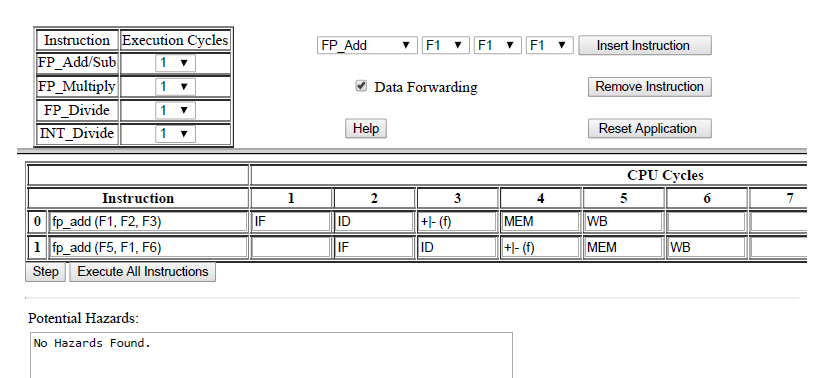 Instruction Execution Cycles
FP_Add/Sub 1
FP_Multiply 1
FP_Divide 1
INT_Divide 1
FP_Add F1 F1 F1 Insert Instruction
Data Forwarding Remove Instruction
Help Reset Application
CPU Cycles
Instruction 1 2 3 4 5 6 7
0 fp_add (F1, F2, F3) IF ID +|- (f) MEM WB
1 fp_add (F5, F1, F6) IF ID +|- (f) MEM WB
Step Execute All Instructions
Potential Hazards:
No Hazards Found.